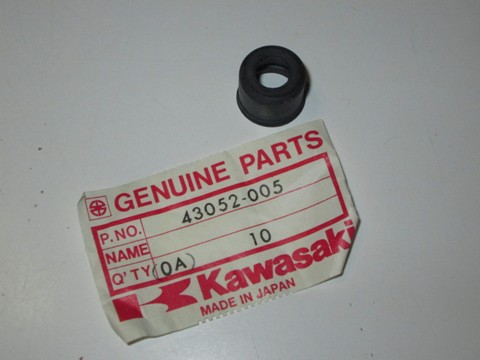 GENUINE PARTS
P.NO. 43052-005
NAME
Q'TY (0A) 10
Kawasaki
MADE IN JAPAN